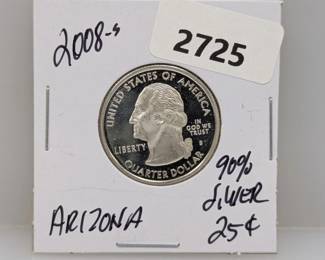 2008-s
2725
UNITED STATES OF AMERICA
LIBERTY
IN
GOD WE
TRUST
S
QUARTER DOLLAR
ARIZONA
90%
SILVER
25¢